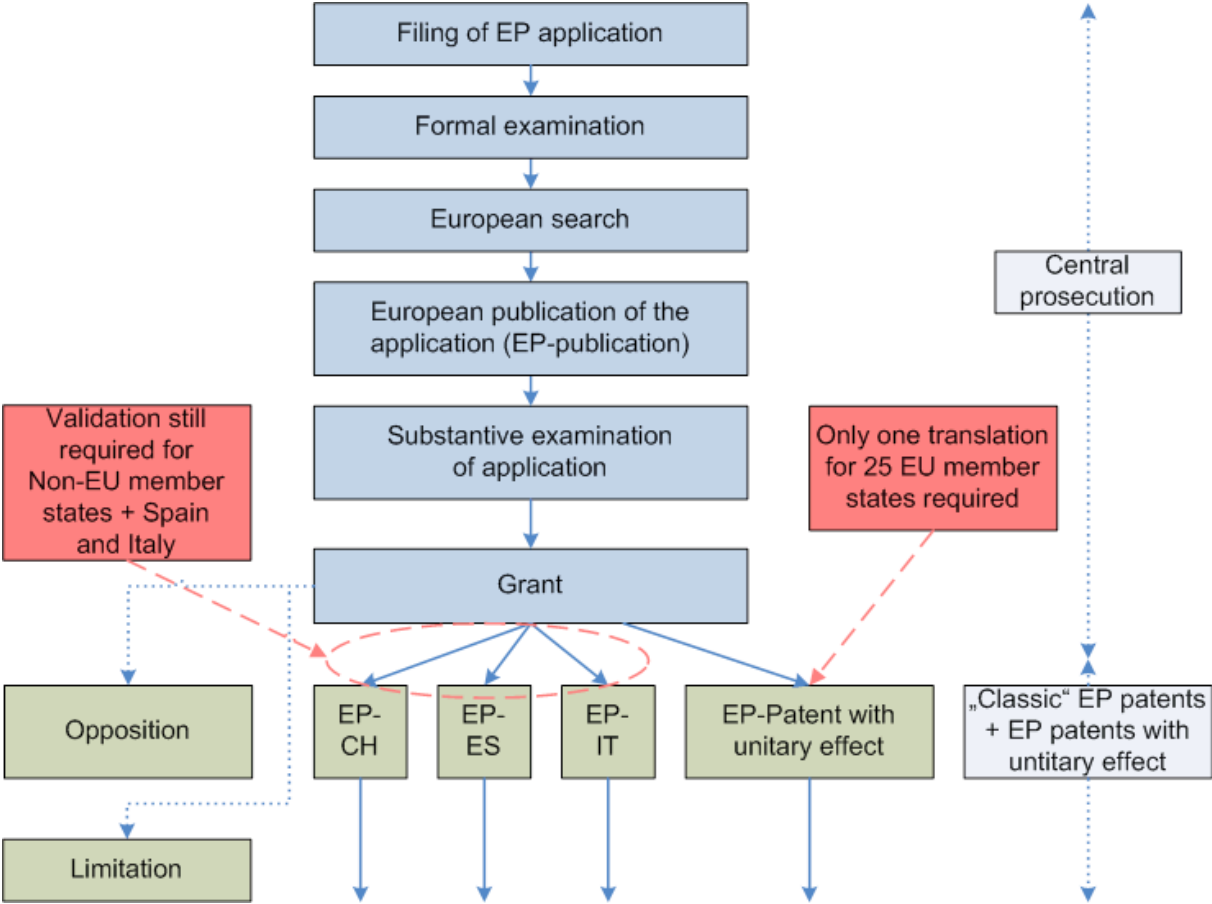 Filing of EP application
Formal examination
European search
European publication of the
application (EP-publication)
Central
prosecution
Validation still
required for
Non-EU member
states + Spain
and Italy
Substantive examination
of application
Only one translation
for 25 EU member
states required
Grant
Opposition
EP-
CH
EP-
ES
EP-
IT
EP-Patent with
unitary effect
„Classic“ EP patents
+ EP patents with
untitary effect
Limitation